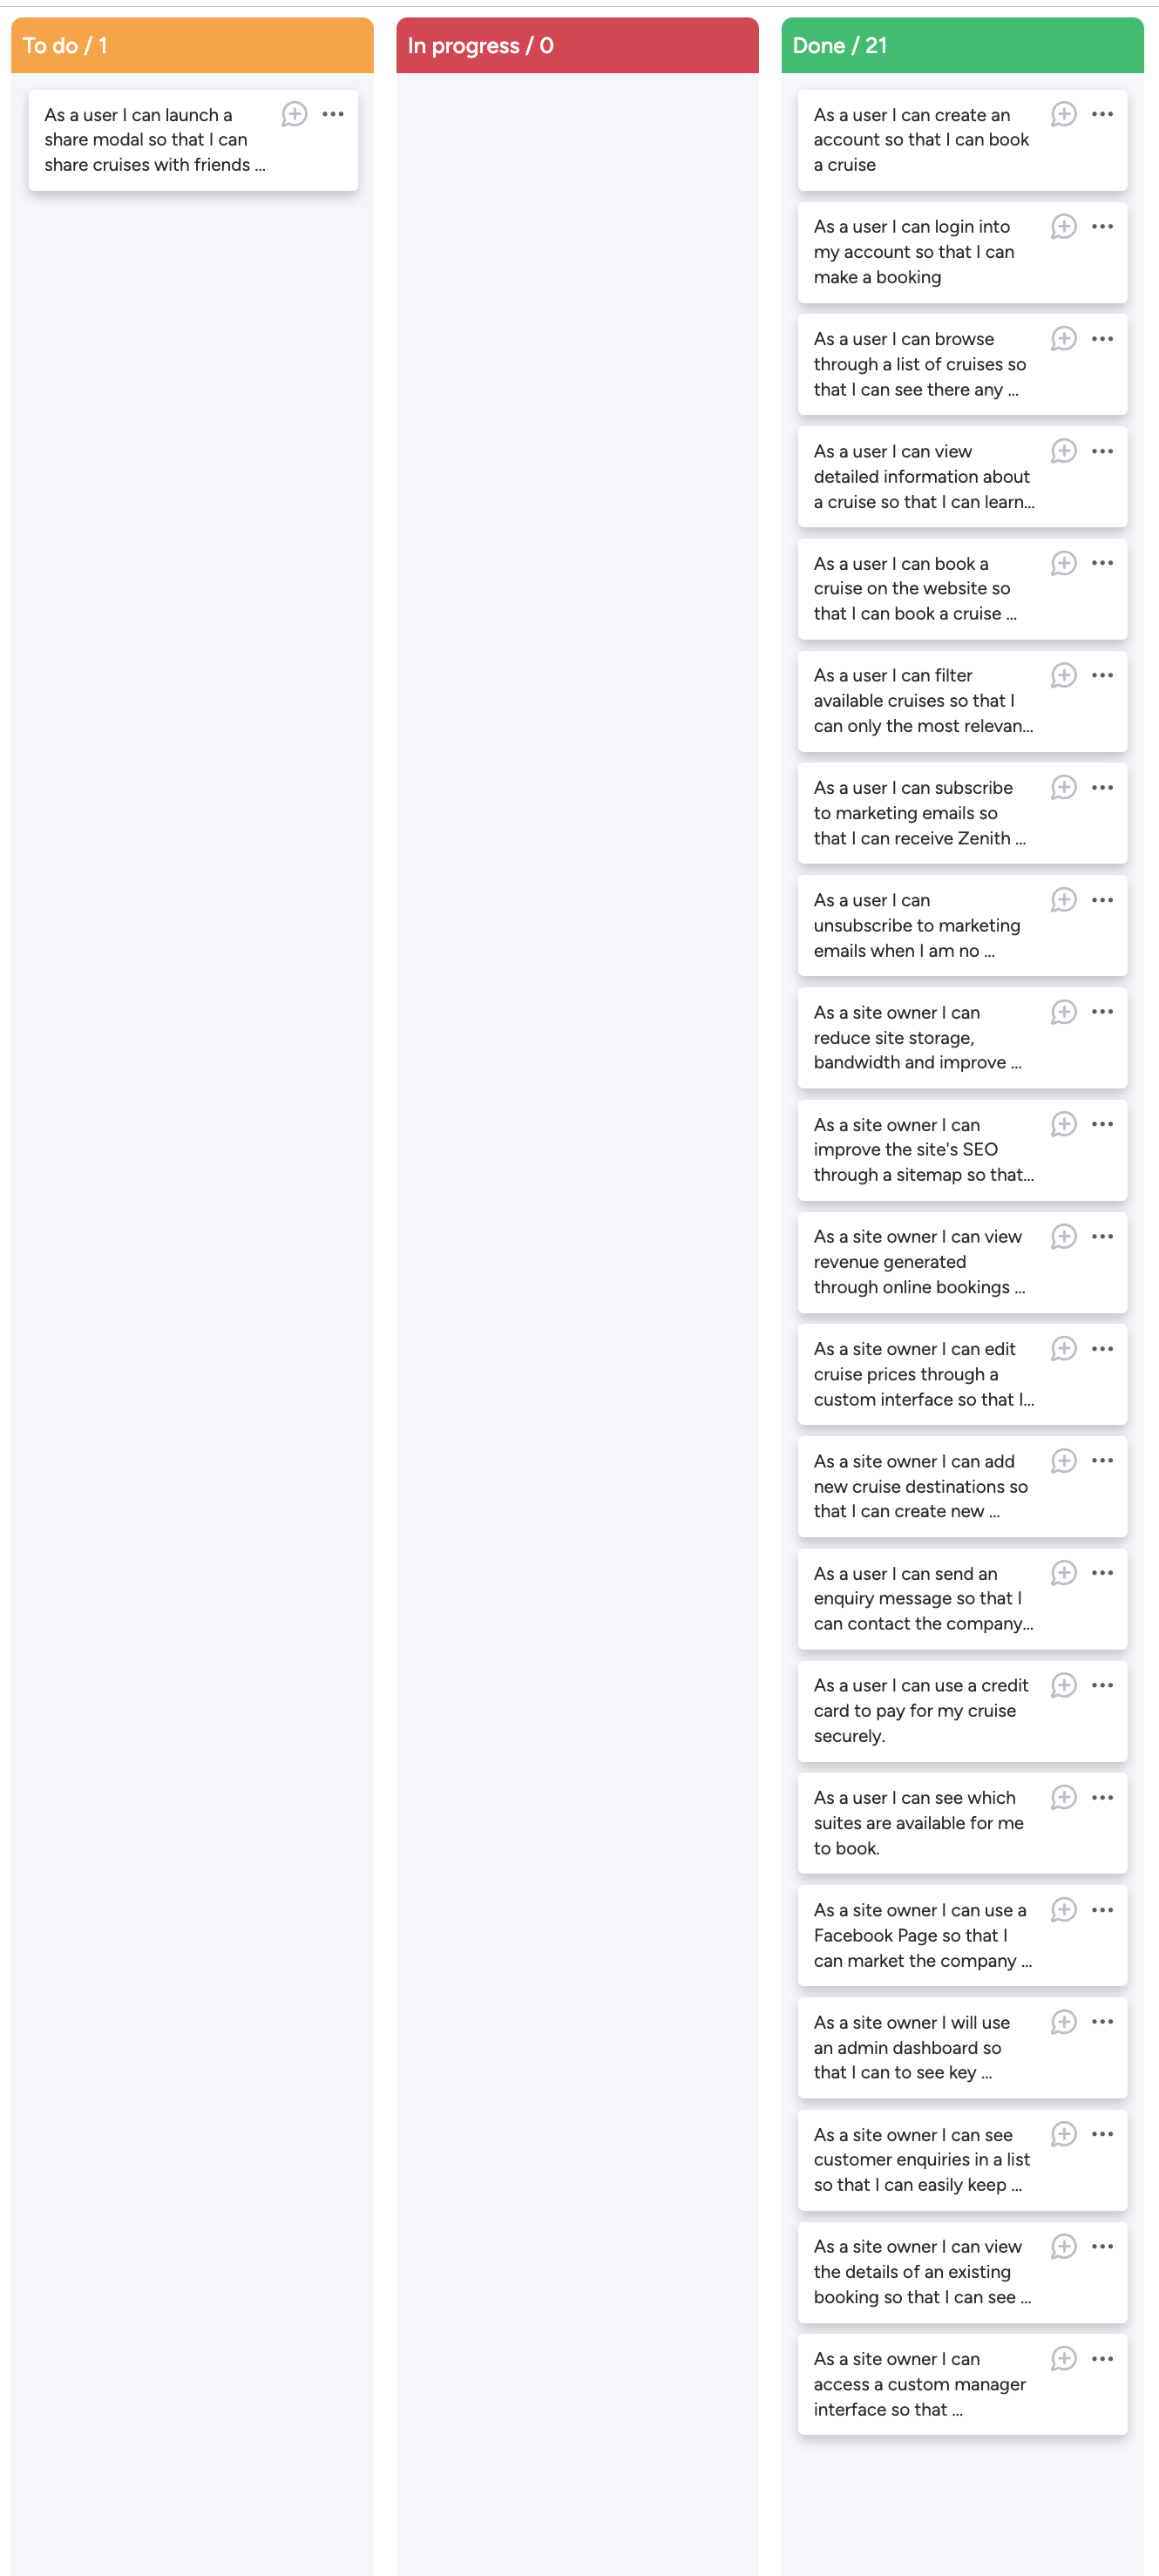 To do / 1
As a user I can launch a
share modal so that I can
share cruises with friends ...
In progress / 0
Done / 21
As a user I can create an
account so that I can book
a cruise
As a user I can login into
my account so that I can
make a booking
As a user I can browse
through a list of cruises so
that I can see there any ...
As a user I can view
detailed information about
a cruise so that I can learn...
As a user I can book a
cruise on the website so
that I can book a cruise ...
As a user I can filter
available cruises so that I
can only the most relevan...
As a user I can subscribe
to marketing emails so
that I can receive Zenith ...
As a user I can
unsubscribe to marketing
emails when I am no ...
As a site owner I can
reduce site storage,
bandwidth and improve ...
As a site owner I can
improve the site's SEO
through a sitemap so that...
As a site owner I can view
revenue generated
through online bookings ...
As a site owner I can edit
cruise prices through a
custom interface so that I...
As a site owner I can add
new cruise destinations so
that I can create new ...
As a user I can send an
enquiry message so that I
can contact the company...
As a user I can use a credit
card to pay for my cruise
securely.
As a user I can see which
suites are available for me
to book.
As a site owner I can use a
Facebook Page so that I
can market the company ...
As a site owner I will use
an admin dashboard so
that I can to see key ...
As a site owner I can see
customer enquiries in a list
so that I can easily keep ...
As a site owner I can view
the details of an existing
booking so that I can see ...
As a site owner I can
access a custom manager
interface so that ...